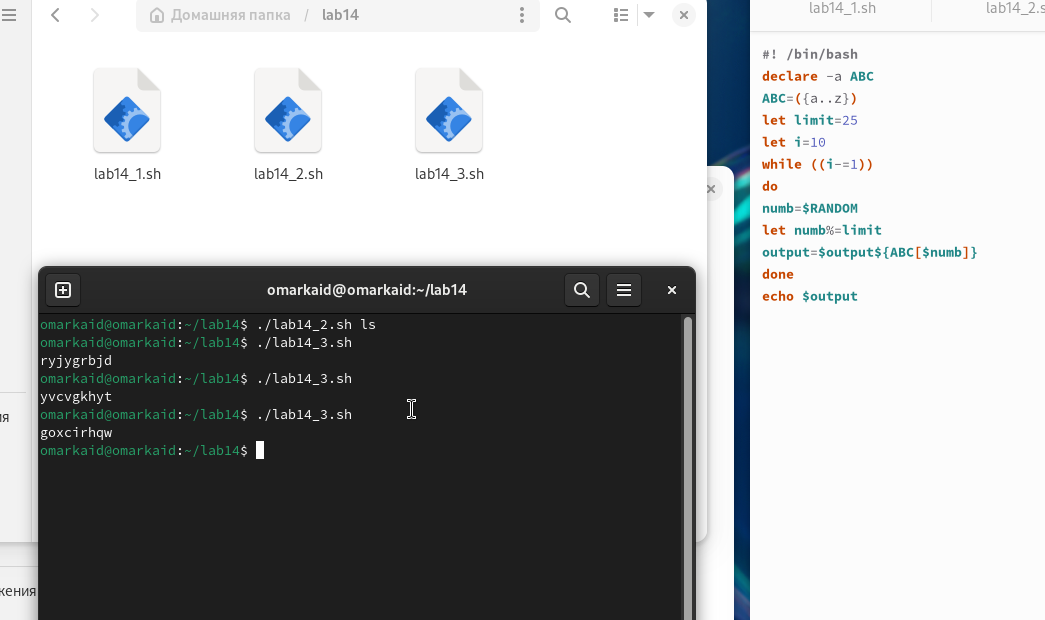 Домашняя папка / lab14
lab14_1.sh
lab14_2.sh
lab14_3.sh
omarkaid@omarkaid:~/lab14
omarkaid@omarkaid:~/lab14$ ./lab14_2.sh ls
omarkaid@omarkaid:~/lab14$ ./lab14_3.sh
ryjygrbjd
omarkaid@omarkaid:~/lab14$ ./lab14_3.sh
yvcvgkhyt
omarkaid@omarkaid:~/lab14$ ./lab14_3.sh
goxcirhqw
omarkaid@omarkaid:~/lab14$
lab14_1.sh
lab14_2.s
#! /bin/bash
declare -a ABC
ABC=({a..z})
let limit=25
let i=10
while ((i-=1))
do
numb=$RANDOM
let numb%=limit
output=$output${ABC[$numb]}
done
echo $output